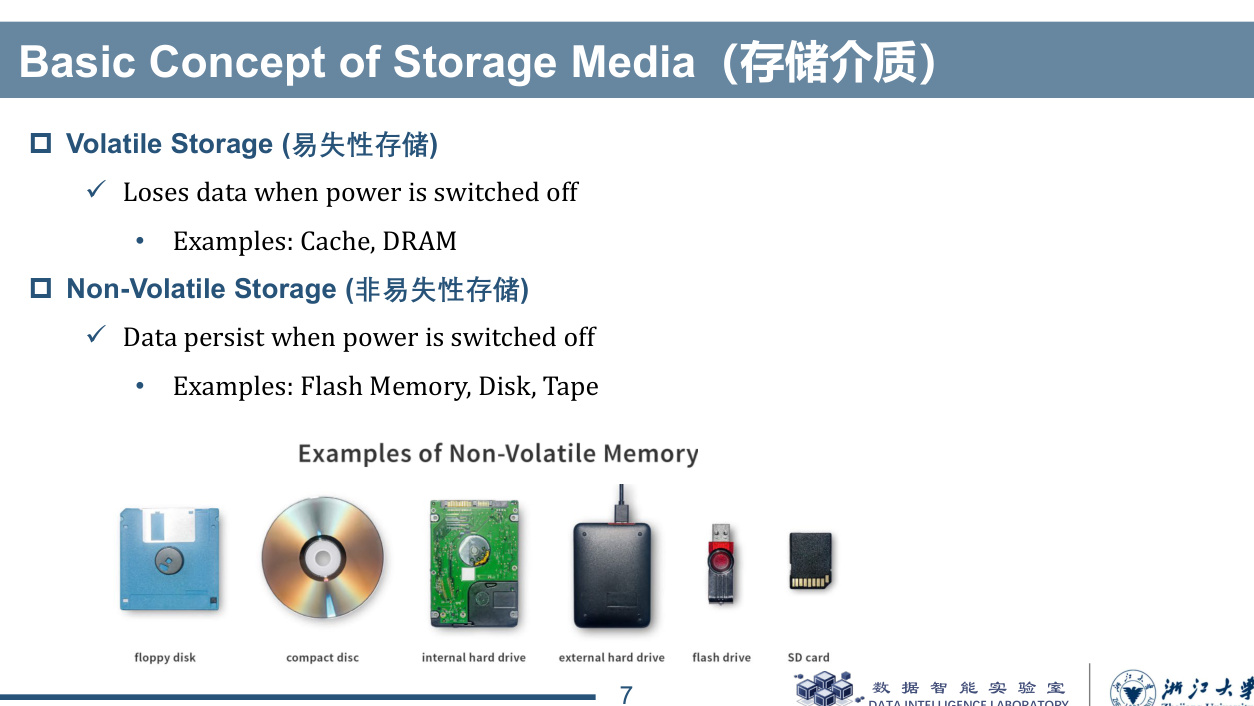 Basic Concept of Storage Media（存储介质）
Volatile Storage (易失性存储)
Loses data when power is switched off
Examples: Cache, DRAM
Non-Volatile Storage (非易失性存储)
Data persist when power is switched off
Examples: Flash Memory, Disk, Tape
Examples of Non-Volatile Memory
floppy disk compact disc internal hard drive external hard drive flash drive SD card
7
数据智能实验室
DATA INTELLIGENCE LABORATORY
浙江大学